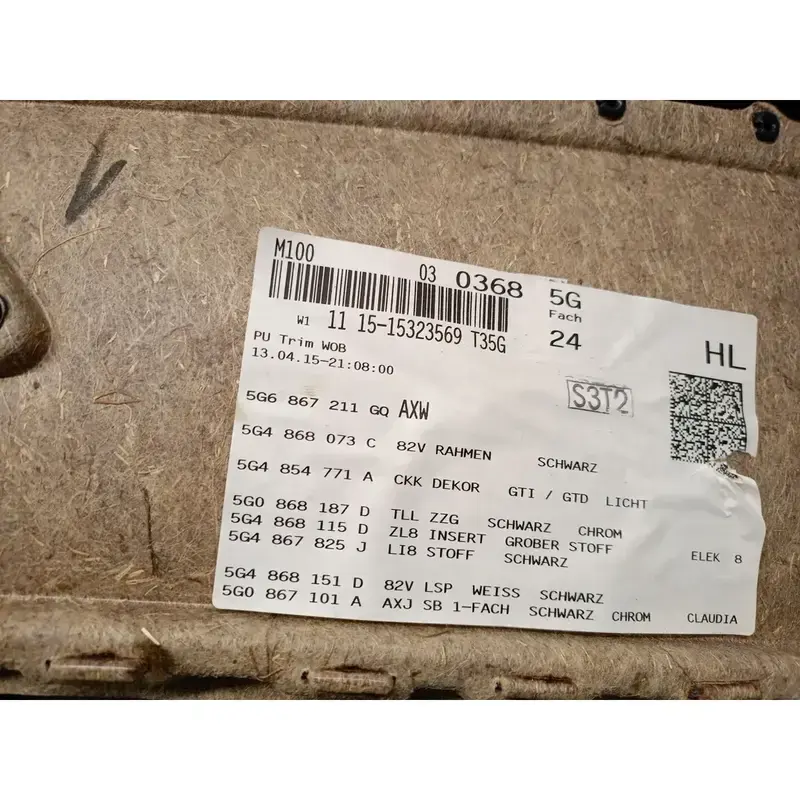 V
M100
03 0368 5G
Fach
W1 11 15-15323569 T35G 24
HL
PU Trim WOB
13.04.15-21:08:00
S3T2
5G6 867 211 GQ AXW
5G4 868 073 C 82V RAHMEN SCHWARZ
5G4 854 771 A CKK DEKOR GTI / GTD LICHT
5G0 868 187 D TLL ZZG SCHWARZ CHROM
5G4 868 115 D ZL8 INSERT GROBER STOFF
5G4 867 825 J LI8 STOFF SCHWARZ ELEK 8
5G4 868 151 D 82V LSP WEISS SCHWARZ
5G0 867 101 A AXJ SB 1-FACH SCHWARZ CHROM CLAUDIA